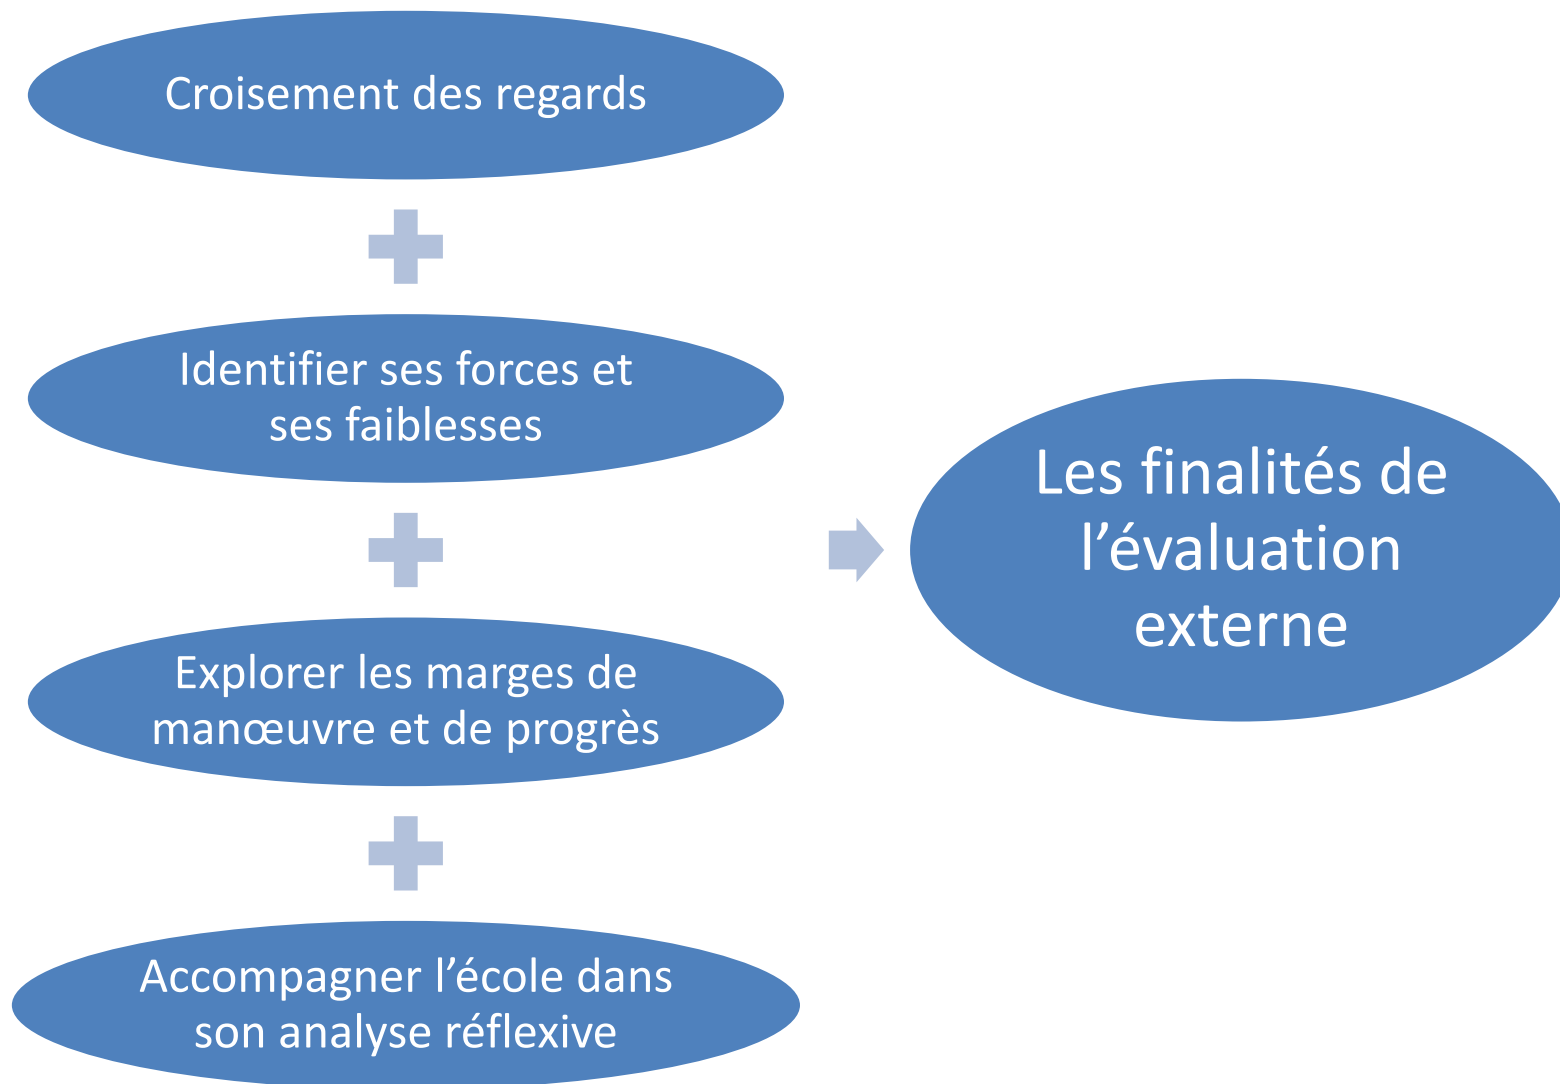 Croisement des regards
Identifier ses forces et
ses faiblesses
Explorer les marges de
manœuvre et de progrès
Accompagner l’école dans
son analyse réflexive
Les finalités de
l’évaluation
externe